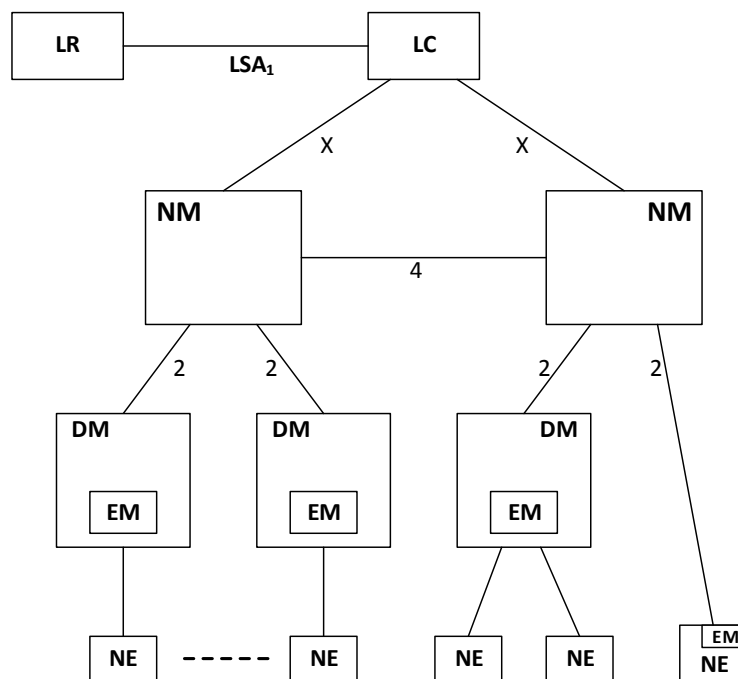 LR LC
LSA₁
X X
NM NM
4
2 2 2 2
DM DM DM
EM EM EM
EM
NE NE NE NE NE